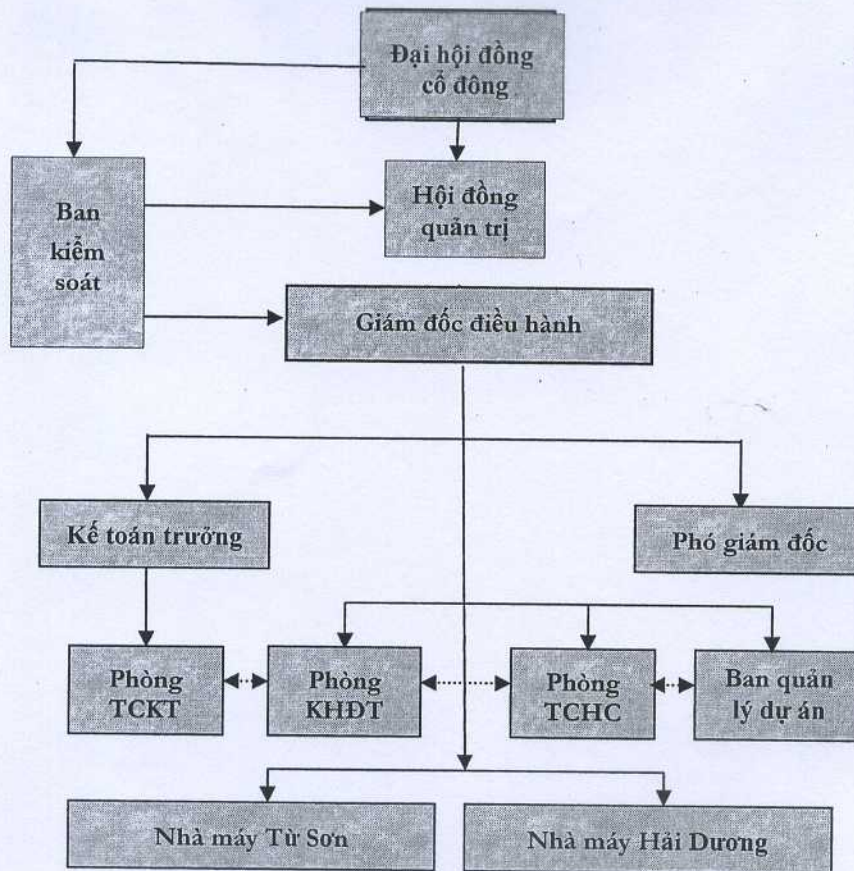 Đại hội đồng
cổ đông
Ban
kiểm
soát
Hội đồng
quản trị
Giám đốc điều hành
Kế toán trưởng
Phó giám đốc
Phòng
TCKT
Phòng
KHĐT
Phòng
TCHC
Ban quản
lý dự án
Nhà máy Từ Sơn
Nhà máy Hải Dương